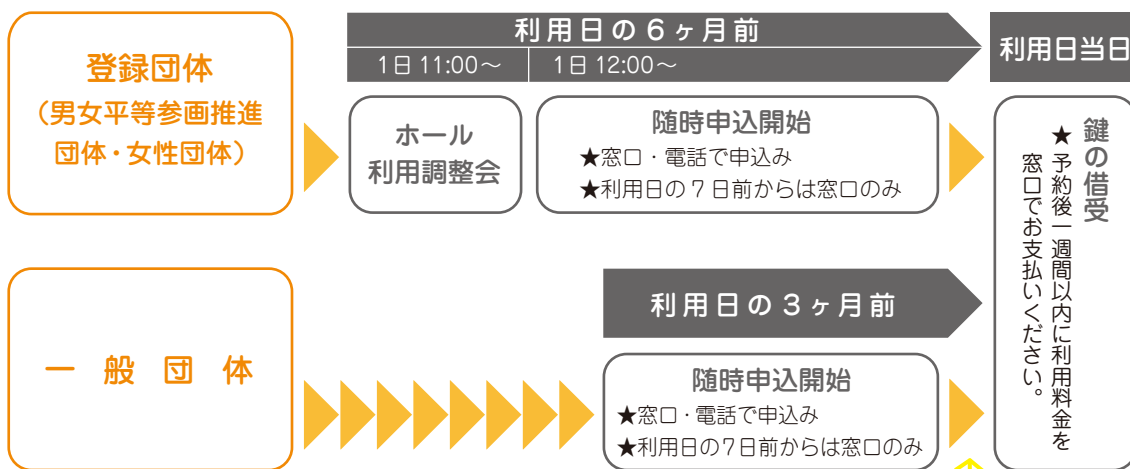 登録団体
（男女平等参画推進
団体・女性団体）
利用日の６ヶ月前
1日 11:00～
1日 12:00～
ホール
利用調整会
随時申込開始
★窓口・電話で申込み
★利用日の７日前からは窓口のみ
利用日当日
鍵の借受
★予約後一週間以内に利用料金を
窓口でお支払いください。
一般団体
利用日の３ヶ月前
随時申込開始
★窓口・電話で申込み
★利用日の7日前からは窓口のみ